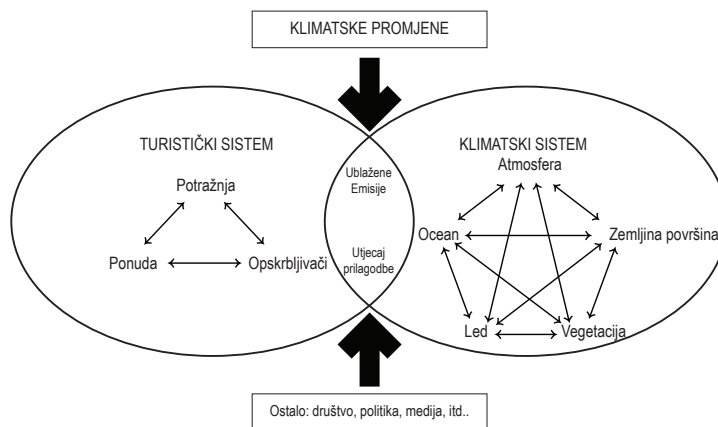 KLIMATSKE PROMJENE
TURISTIČKI SISTEM
Potražnja
Ponuda
Opskrbljivači
Ublažene
Emisije
Utjecaj
prilagodbe
KLIMATSKI SISTEM
Atmosfera
Ocean
Zemljina površina
Led
Vegetacija
Ostalo: društvo, politika, medija, itd..